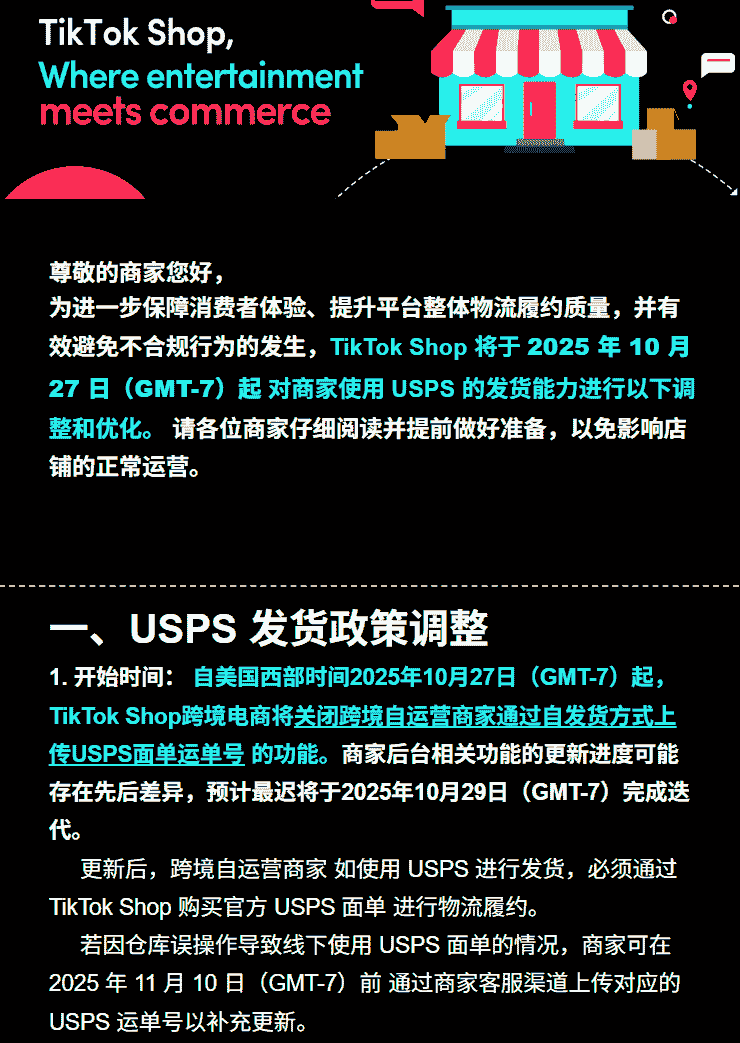 TikTok Shop,
Where entertainment
meets commerce
尊敬的商家您好，
为进一步保障消费者体验、提升平台整体物流履约质量，并有
效避免不合规行为的发生，TikTok Shop 将于 2025 年 10 月
27 日（GMT-7）起 对商家使用 USPS 的发货能力进行以下调
整和优化。 请各位商家仔细阅读并提前做好准备，以免影响店
铺的正常运营。
一、USPS 发货政策调整
1. 开始时间： 自美国西部时间2025年10月27日（GMT-7）起，
TikTok Shop跨境电商将关闭跨境自运营商家通过自发货方式上
传USPS面单运单号 的功能。商家后台相关功能的更新进度可能
存在先后差异，预计最迟将于2025年10月29日（GMT-7）完成迭
代。
更新后，跨境自运营商家 如使用 USPS 进行发货，必须通过
TikTok Shop 购买官方 USPS 面单 进行物流履约。
若因仓库误操作导致线下使用 USPS 面单的情况，商家可在
2025 年 11 月 10 日（GMT-7）前 通过商家客服渠道上传对应的
USPS 运单号以补充更新。